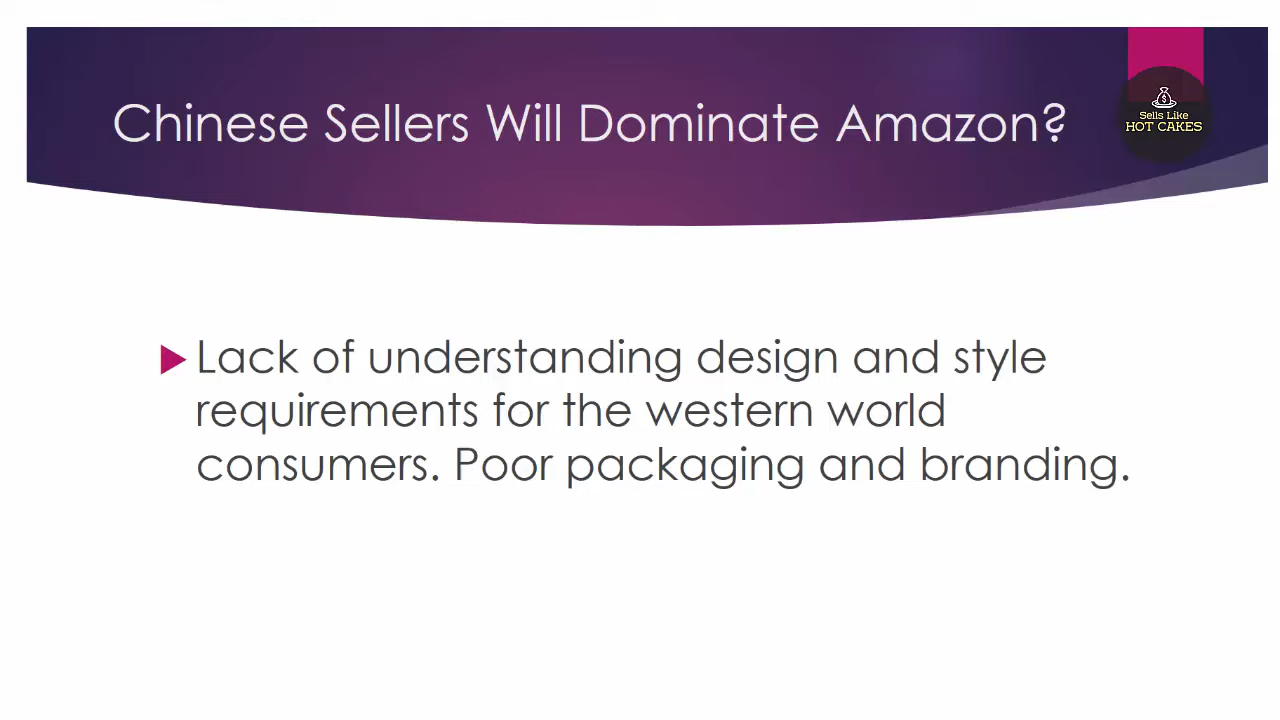 Chinese Sellers Will Dominate Amazon?
Sells Like
HOT CAKES
Lack of understanding design and style
requirements for the western world
consumers. Poor packaging and branding.